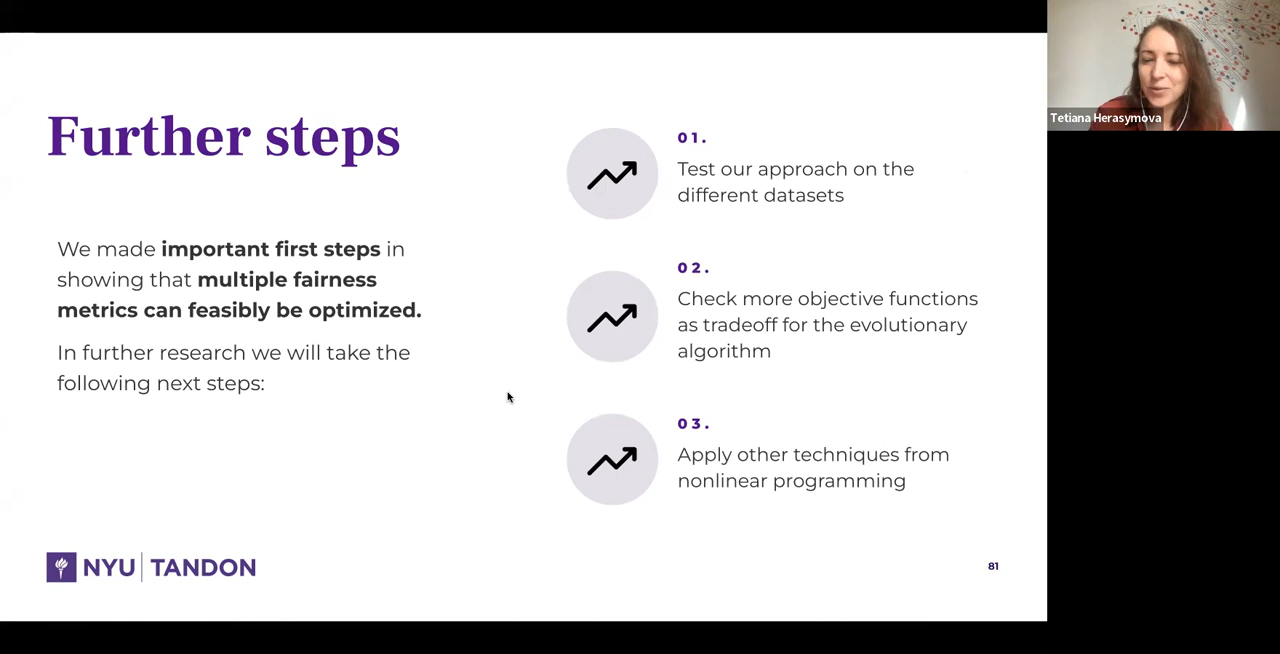 Further steps
We made important first steps in
showing that multiple fairness
metrics can feasibly be optimized.
In further research we will take the
following next steps:
01.
Test our approach on the
different datasets
02.
Check more objective functions
as tradeoff for the evolutionary
algorithm
03.
Apply other techniques from
nonlinear programming
NYU TANDON
81
Tetiana Herasymova